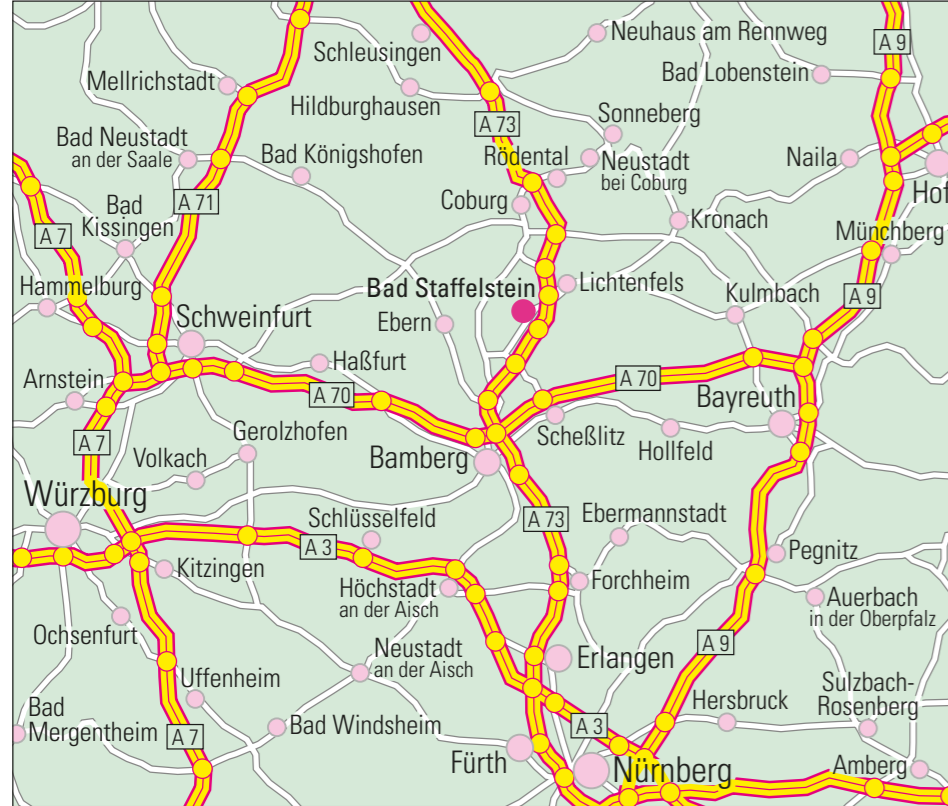 Schleusingen
Neuhaus am Rennweg
A 9
Mellrichstadt
Bad Lobenstein
Hildburghausen
A 73
Sonneberg
Bad Neustadt
an der Saale
Bad Königshofen
Rödental
Neustadt
bei Coburg
Naila
Hof
A 71
Coburg
Kronach
Bad
Kissingen
A 7
Münchberg
Hammelburg
Bad Staffelstein
Lichtenfels
Kulmbach
A 9
Schweinfurt
Ebern
Haßfurt
Arnstein
A 70
A 70
Bayreuth
A 7
Gerolzhofen
Scheßlitz
Hollfeld
Volkach
Bamberg
Würzburg
Schlüsselfeld
A 73
Ebermannstadt
A 3
Pegnitz
Kitzingen
Höchstadt
an der Aisch
Forchheim
Auerbach
in der Oberpfalz
Ochsenfurt
Neustadt
an der Aisch
Erlangen
A 9
Uffenheim
Hersbruck
Sulzbach-
Rosenberg
Bad
Mergentheim
A 7
Bad Windsheim
A 3
Fürth
Nürnberg
Amberg